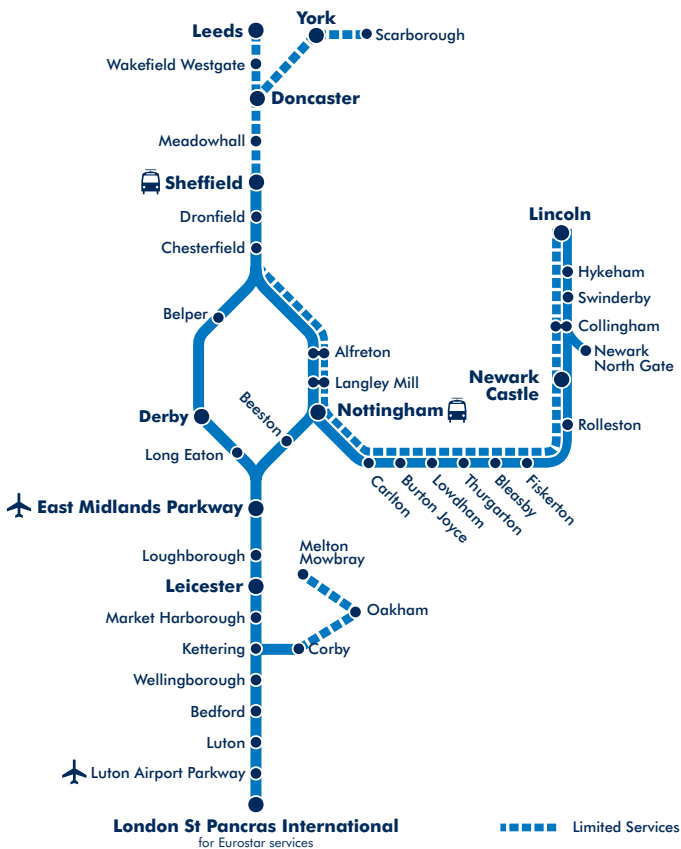 York
Leeds
Scarborough
Wakefield Westgate
Doncaster
Meadowhall
Sheffield
Lincoln
Dronfield
Chesterfield
Hykeham
Swinderby
Belper
Collingham
Alfreton
Newark
North Gate
Langley Mill
Newark
Castle
Beeston
Nottingham
Derby
Rolleston
Long Eaton
Carlton
Burton Joyce
Lowdham
Thurgarton
Bleasby
Fiskerton
East Midlands Parkway
Melton
Mowbray
Loughborough
Leicester
Oakham
Market Harborough
Kettering
Corby
Wellingborough
Bedford
Luton
Luton Airport Parkway
London St Pancras International
for Eurostar services
Limited Services